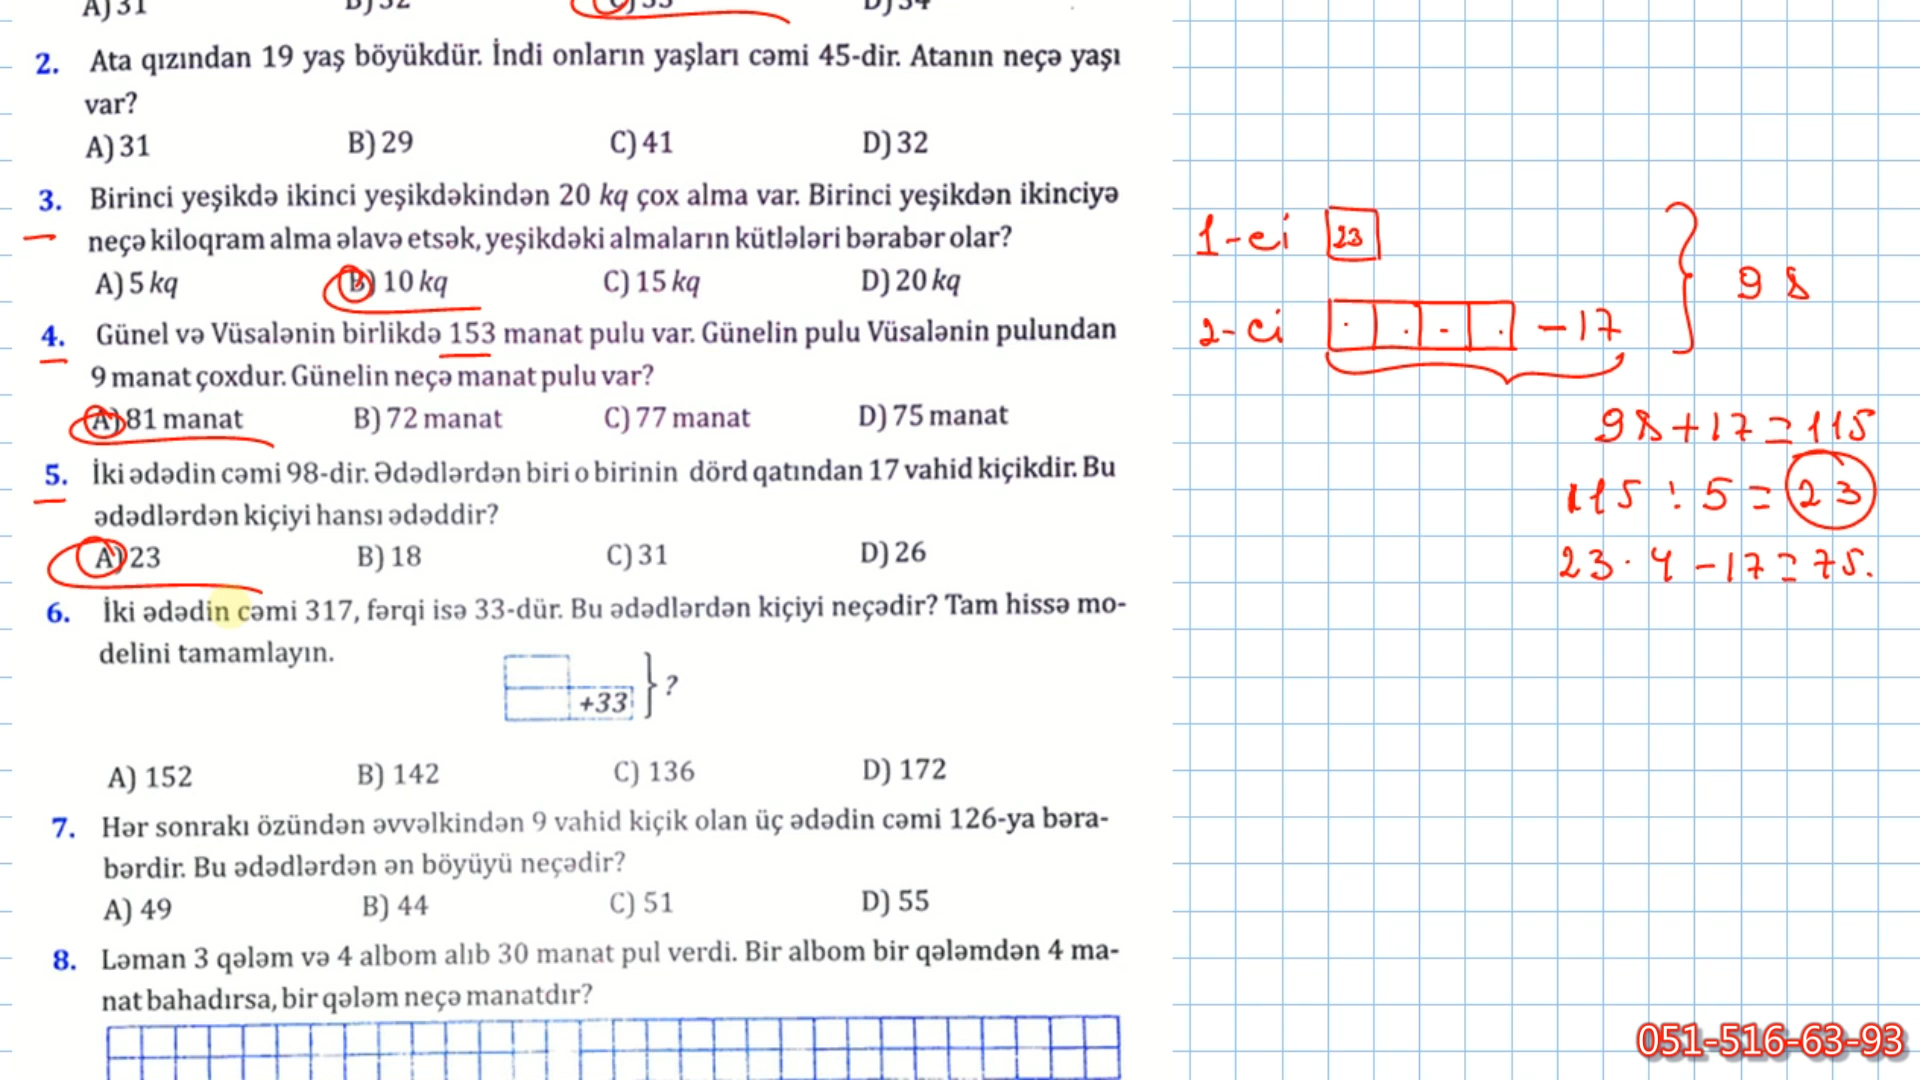 A) 31 B) 32 C) 33 D) 34
2. Ata qızından 19 yaş böyükdür. İndi onların yaşları cəmi 45-dir. Atanın neçə yaşı
var?
A) 31 B) 29 C) 41 D) 32
3. Birinci yeşikdə ikinci yeşikdəkindən 20 kq çox alma var. Birinci yeşikdən ikinciyə
neçə kiloqram alma əlavə etsək, yeşikdəki almaların kütlələri bərabər olar?
A) 5 kq B) 10 kq C) 15 kq D) 20 kq
4. Günel və Vüsalənin birlikdə 153 manat pulu var. Günelin pulu Vüsalənin pulundan
9 manat çoxdur. Günelin neçə manat pulu var?
A) 81 manat B) 72 manat C) 77 manat D) 75 manat
5. İki ədədin cəmi 98-dir. Ədədlərdən biri o birinin dörd qatından 17 vahid kiçikdir. Bu
ədədlərdən kiçiyi hansı ədəddir?
A) 23 B) 18 C) 31 D) 26
6. İki ədədin cəmi 317, fərqi isə 33-dür. Bu ədədlərdən kiçiyi neçədir? Tam hissə mo-
delini tamamlayın.
+33 } ?
A) 152 B) 142 C) 136 D) 172
7. Hər sonrakı özündən əvvəlkindən 9 vahid kiçik olan üç ədədin cəmi 126-ya bəra-
bərdir. Bu ədədlərdən ən böyüyü neçədir?
A) 49 B) 44 C) 51 D) 55
8. Ləman 3 qələm və 4 albom alıb 30 manat pul verdi. Bir albom bir qələmdən 4 ma-
nat bahadırsa, bir qələm neçə manatdır?
1-ci 23
2-ci - 17 } 98
98+17=115
115 : 5 = 23
23 · 4 - 17 = 75.
051-516-63-93